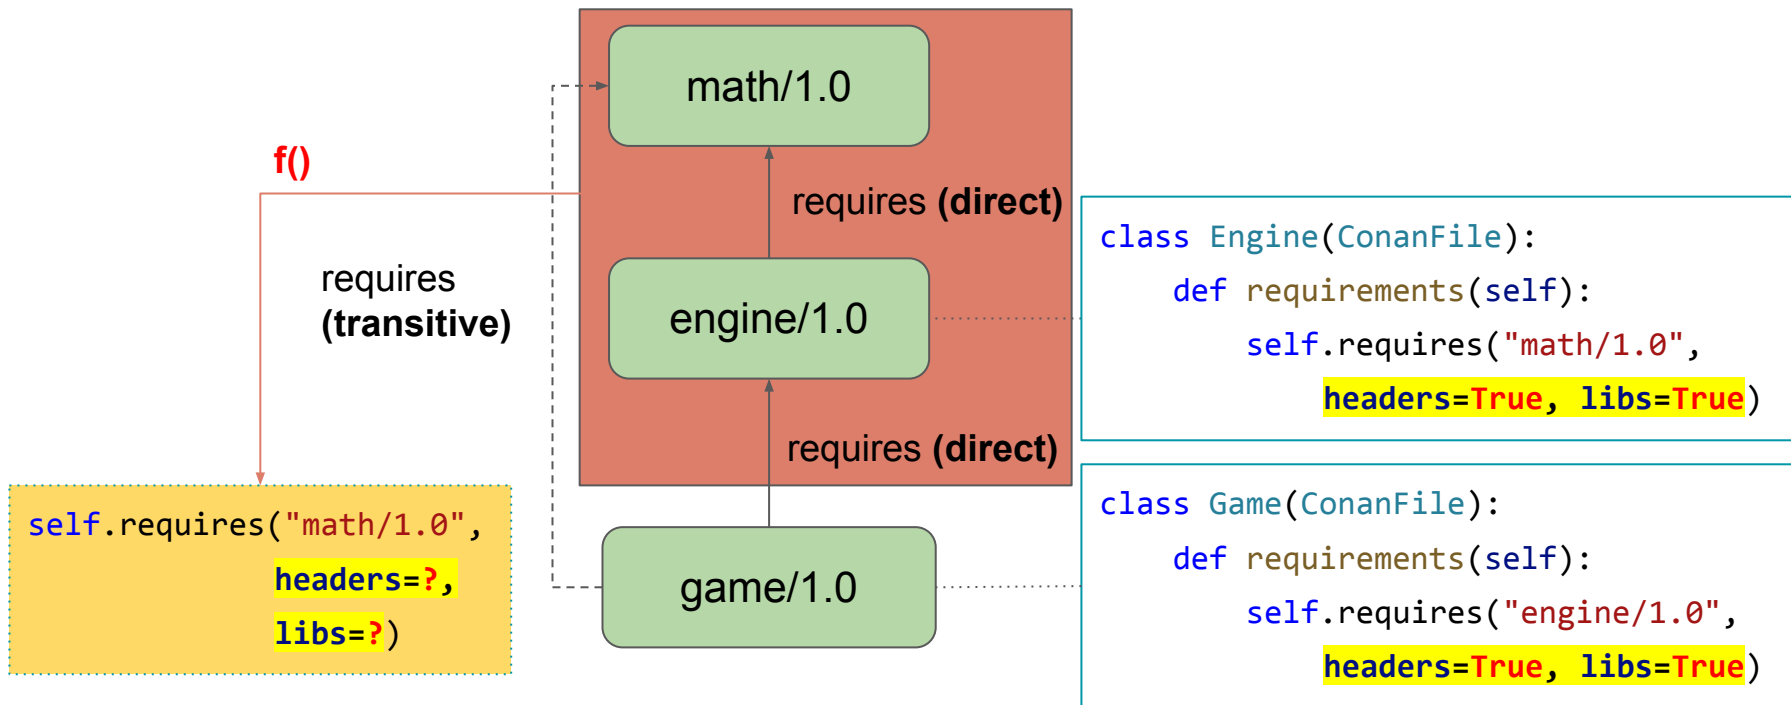 math/1.0
f()
requires (direct)
requires
(transitive)
engine/1.0
requires (direct)
game/1.0
class Engine(ConanFile):
    def requirements(self):
        self.requires("math/1.0",
            headers=True, libs=True)
class Game(ConanFile):
    def requirements(self):
        self.requires("engine/1.0",
            headers=True, libs=True)
self.requires("math/1.0",
            headers=?,
            libs=?)